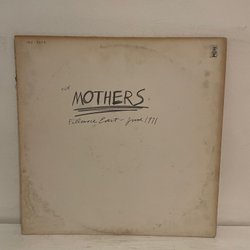 THE
MOTHERS
Fillmore East - June 1971